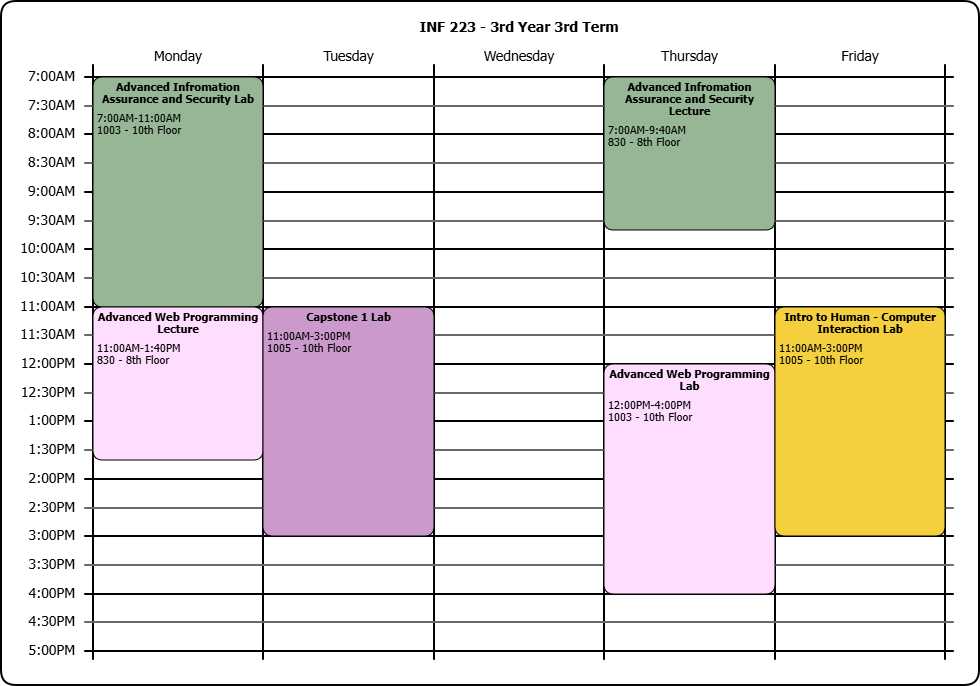 INF 223 - 3rd Year 3rd Term
Monday
Tuesday
Wednesday
Thursday
Friday
7:00AM
7:30AM
8:00AM
8:30AM
9:00AM
9:30AM
10:00AM
10:30AM
11:00AM
11:30AM
12:00PM
12:30PM
1:00PM
1:30PM
2:00PM
2:30PM
3:00PM
3:30PM
4:00PM
4:30PM
5:00PM
Advanced Infromation
Assurance and Security Lab
7:00AM-11:00AM
1003 - 10th Floor
Advanced Web Programming
Lecture
11:00AM-1:40PM
830 - 8th Floor
Capstone 1 Lab
11:00AM-3:00PM
1005 - 10th Floor
Advanced Infromation
Assurance and Security
Lecture
7:00AM-9:40AM
830 - 8th Floor
Advanced Web Programming
Lab
12:00PM-4:00PM
1003 - 10th Floor
Intro to Human - Computer
Interaction Lab
11:00AM-3:00PM
1005 - 10th Floor